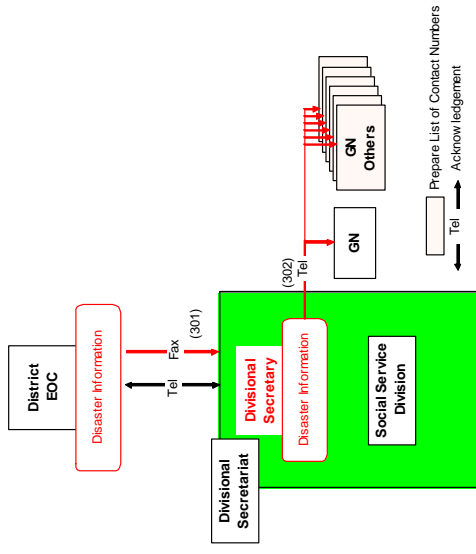 District
EOC
Disaster Information
Tel
Fax
(301)
Divisional
Secretariat
Divisional
Secretary
Disaster Information
(302)
Tel
GN
GN
Others
Social Service
Division
Prepare List of Contact Numbers
Tel
Acknow ledgement